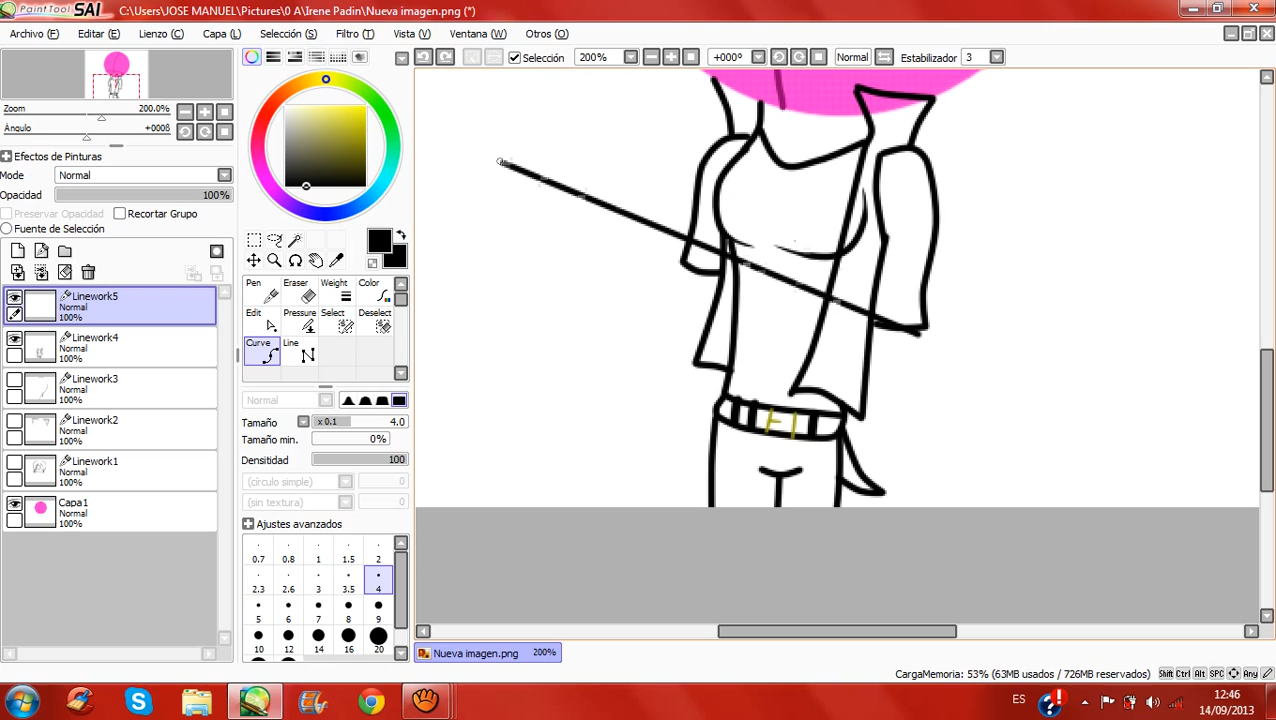 PaintTool SAI C:\Users\JOSE MANUEL\Pictures\0 A\Irene Padin\Nueva imagen.png (*)
Archivo (F) Editar (E) Lienzo (C) Capa (L) Selección (S) Filtro (T) Vista (V) Ventana (W) Otros (O)
Selección 200% +000º Normal Estabilizador 3
Zoom 200.0%
Ángulo +000ß
Efectos de Pinturas
Modo Normal
Opacidad 100%
Preservar Opacidad Recortar Grupo
Fuente de Selección
Linework5
Normal
100%
Linework4
Normal
100%
Linework3
Normal
100%
Linework2
Normal
100%
Linework1
Normal
100%
Capa1
Normal
100%
Pen Eraser Weight Color
Edit Pressure Select Deselect
Curve Line
Normal
Tamaño x 0.1 4.0
Tamaño min. 0%
Densitidad 100
(círculo simple) 0
(sin textura) 0
Ajustes avanzados
0.7 0.8 1 1.5 2
2.3 2.6 3 3.5 4
5 6 7 8 9
10 12 14 16 20
Nueva imagen.png 200%
CargaMemoria: 53% (63MB usados / 726MB reservados) Shift Ctrl Alt SPC Any
ES 12:46
14/09/2013